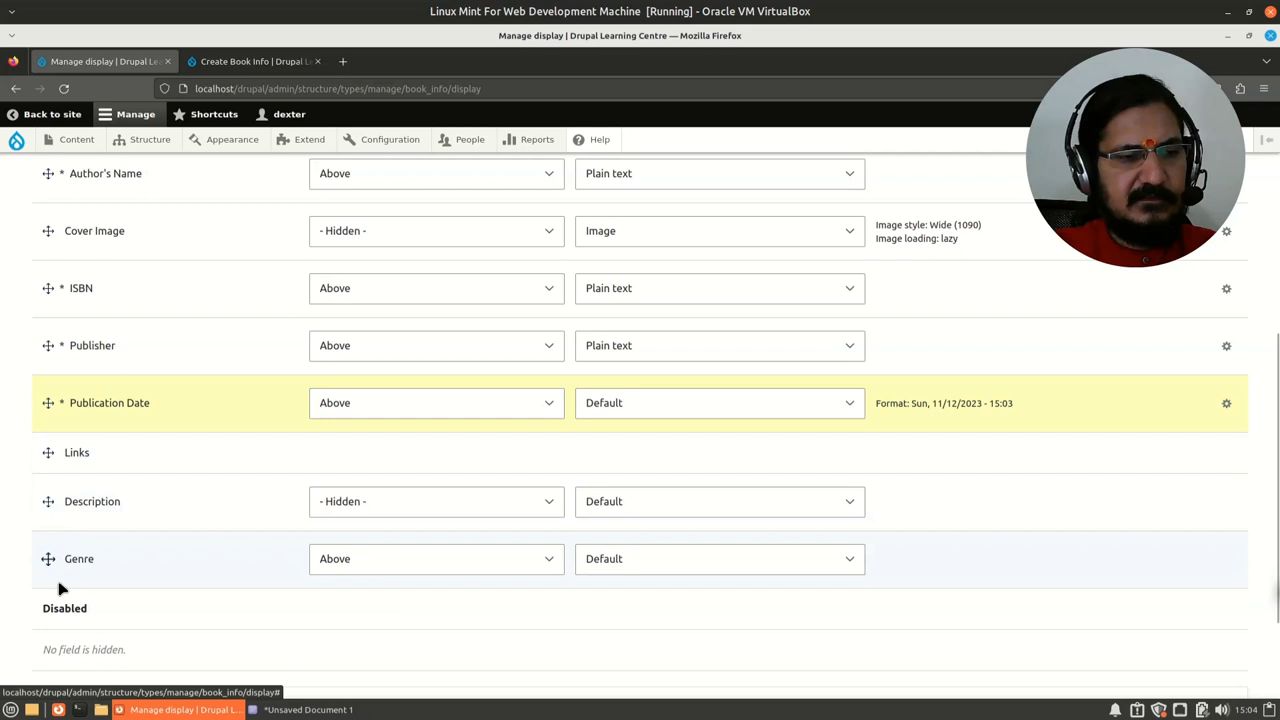 Linux Mint For Web Development Machine [Running] - Oracle VM VirtualBox
Manage display | Drupal Learning Centre — Mozilla Firefox
Manage display | Drupal Le
Create Book Info | Drupal L
localhost/drupal/admin/structure/types/manage/book_info/display
Back to site Manage Shortcuts dexter
Content Structure Appearance Extend Configuration People Reports Help
* Author's Name Above Plain text
Cover Image - Hidden - Image Image style: Wide (1090)
Image loading: lazy
* ISBN Above Plain text
* Publisher Above Plain text
* Publication Date Above Default Format: Sun, 11/12/2023 - 15:03
Links
Description - Hidden - Default
Genre Above Default
Disabled
No field is hidden.
localhost/drupal/admin/structure/types/manage/book_info/display#
Manage display | Drupal L... *Unsaved Document 1 15:04